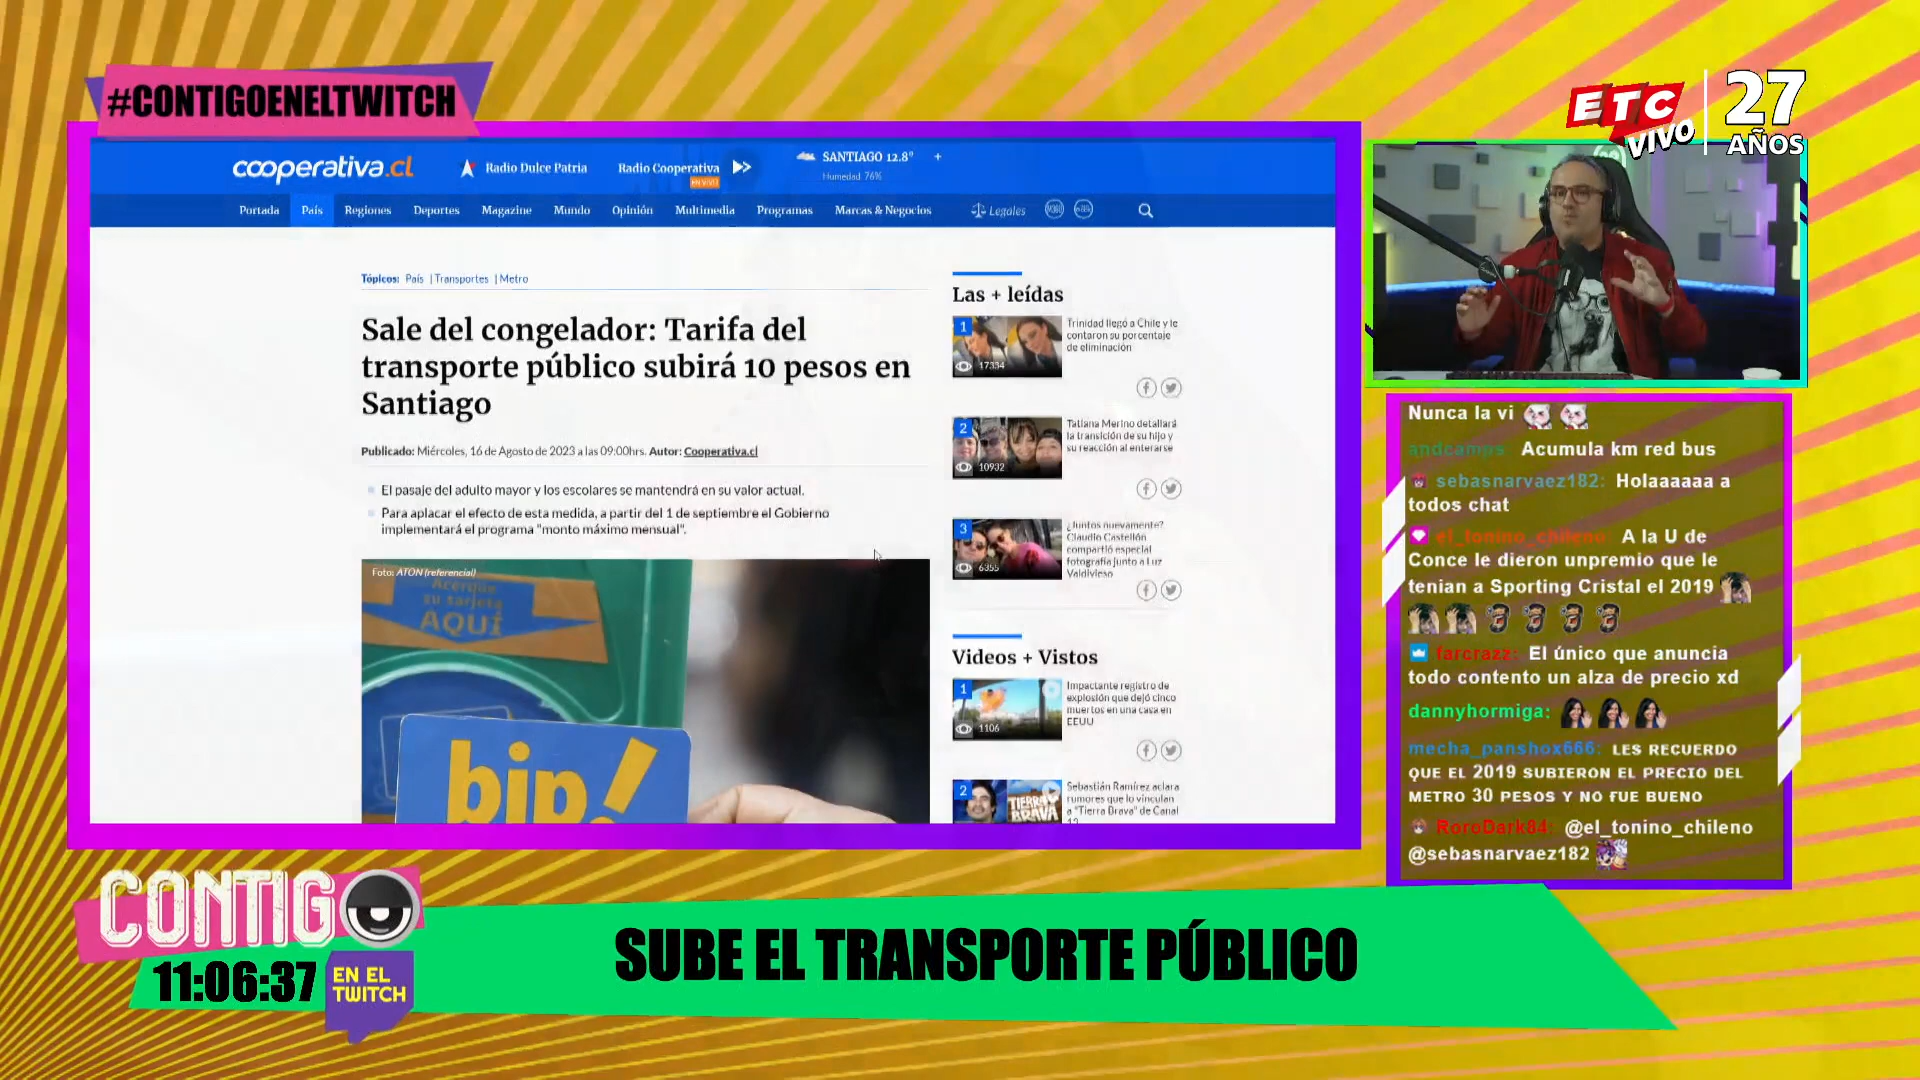 #CONTIGOENELTWITCH
ETC
VIVO
27
AÑOS
cooperativa.cl
Radio Dulce Patria
Radio Cooperativa
EN VIVO
SANTIAGO 12.8°
+
Humedad 76%
Portada
País
Regiones
Deportes
Magazine
Mundo
Opinión
Multimedia
Programas
Marcas & Negocios
Legales
Tópicos: País | Transportes | Metro
Sale del congelador: Tarifa del
transporte público subirá 10 pesos en
Santiago
Publicado: Miércoles, 16 de Agosto de 2023 a las 09:00hrs. Autor: Cooperativa.cl
El pasaje del adulto mayor y los escolares se mantendrá en su valor actual.
Para aplacar el efecto de esta medida, a partir del 1 de septiembre el Gobierno
implementará el programa "monto máximo mensual".
Foto: ATON (referencial)
Acerque
su tarjeta
AQUÍ
bip!
Las + leídas
1
Trinidad llegó a Chile y le
contaron su porcentaje
de eliminación
17334
2
Tatiana Merino detallará
la transición de su hijo y
su reacción al enterarse
10932
3
¿Juntos nuevamente?
Claudio Castellón
compartió especial
fotografía junto a Luz
Valdivieso
6355
Videos + Vistos
1
Impactante registro de
explosión que dejó cinco
muertos en una casa en
EEUU
1106
2
Sebastián Ramírez aclara
rumores que lo vinculan
a "Tierra Brava" de Canal
13
TIERRA
BRAVA
Nunca la vi
andcamps: Acumula km red bus
sebasnarvaez182: Holaaaaaa a
todos chat
el_tonino_chileno: A la U de
Conce le dieron unpremio que le
tenian a Sporting Cristal el 2019
farcrazz: El único que anuncia
todo contento un alza de precio xd
dannyhormiga:
mecha_panshox666: LES RECUERDO
QUE EL 2019 SUBIERON EL PRECIO DEL
METRO 30 PESOS Y NO FUE BUENO
RoroDark84: @el_tonino_chileno
@sebasnarvaez182
CONTIGO
EN EL
TWITCH
11:06:37
SUBE EL TRANSPORTE PÚBLICO